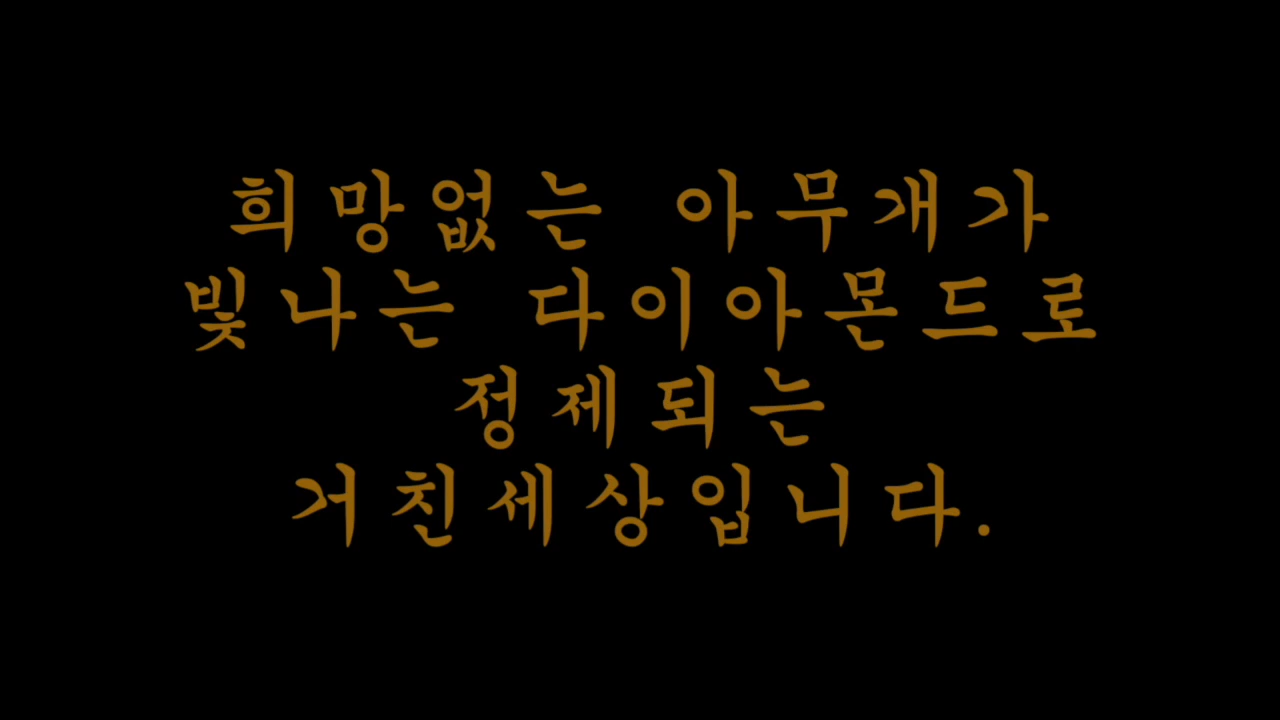 희망없는 아무개가
빛나는 다이아몬드로
정제되는
거친세상입니다.